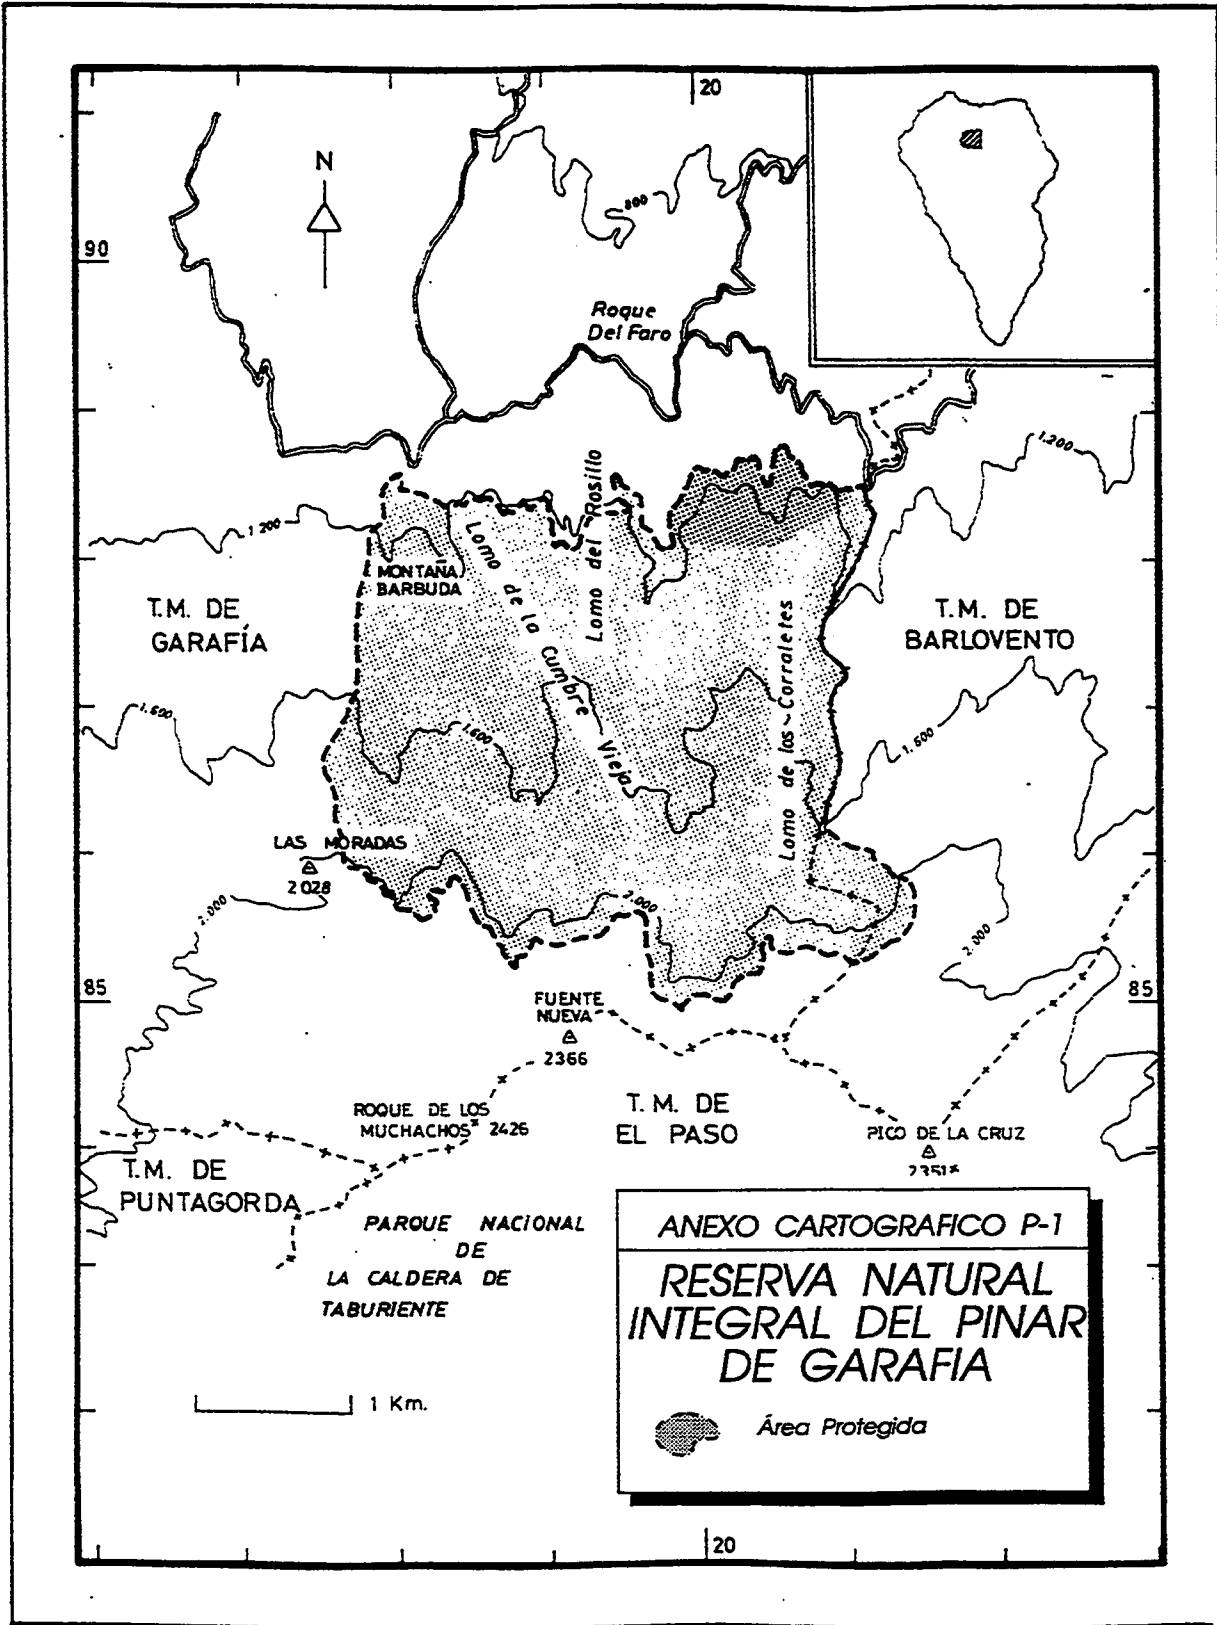 20
N
800
90
Roque
Del Faro
1.200
1.200
Lomo del Rosillo
Lomo de la Cumbre Vieja
MONTAÑA
BARBUDA
T.M. DE
GARAFÍA
T.M. DE
BARLOVENTO
Lomo de los Corraletes
1.600
1.600
1.600
LAS MORADAS
2028
2.000
2.000
2.000
85
85
FUENTE
NUEVA
2366
ROQUE DE LOS
MUCHACHOS 2426
T. M. DE
EL PASO
PICO DE LA CRUZ
2351
T.M. DE
PUNTAGORDA
PARQUE NACIONAL
DE
LA CALDERA DE
TABURIENTE
ANEXO CARTOGRAFICO P-1
RESERVA NATURAL
INTEGRAL DEL PINAR
DE GARAFIA
Área Protegida
1 Km.
20